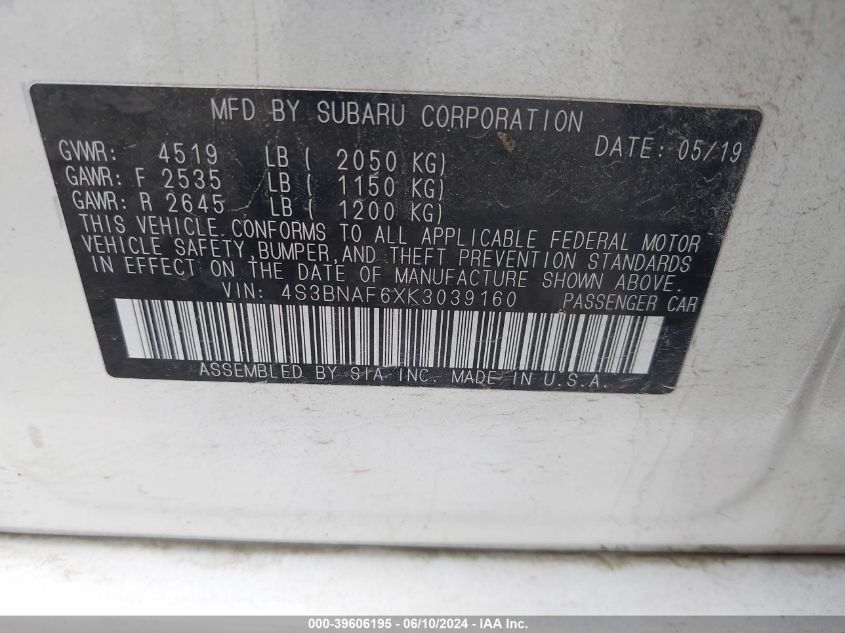 MFD BY SUBARU CORPORATION
DATE: 05/19
GVWR: 4519 LB ( 2050 KG)
GAWR: F 2535 LB ( 1150 KG)
GAWR: R 2645 LB ( 1200 KG)
THIS VEHICLE CONFORMS TO ALL APPLICABLE FEDERAL MOTOR
VEHICLE SAFETY, BUMPER, AND THEFT PREVENTION STANDARDS
IN EFFECT ON THE DATE OF MANUFACTURE SHOWN ABOVE.
VIN: 4S3BNAF6XK3039160 PASSENGER CAR
ASSEMBLED BY SIA INC. MADE IN U.S.A.
000-39606195 - 06/10/2024 - IAA Inc.